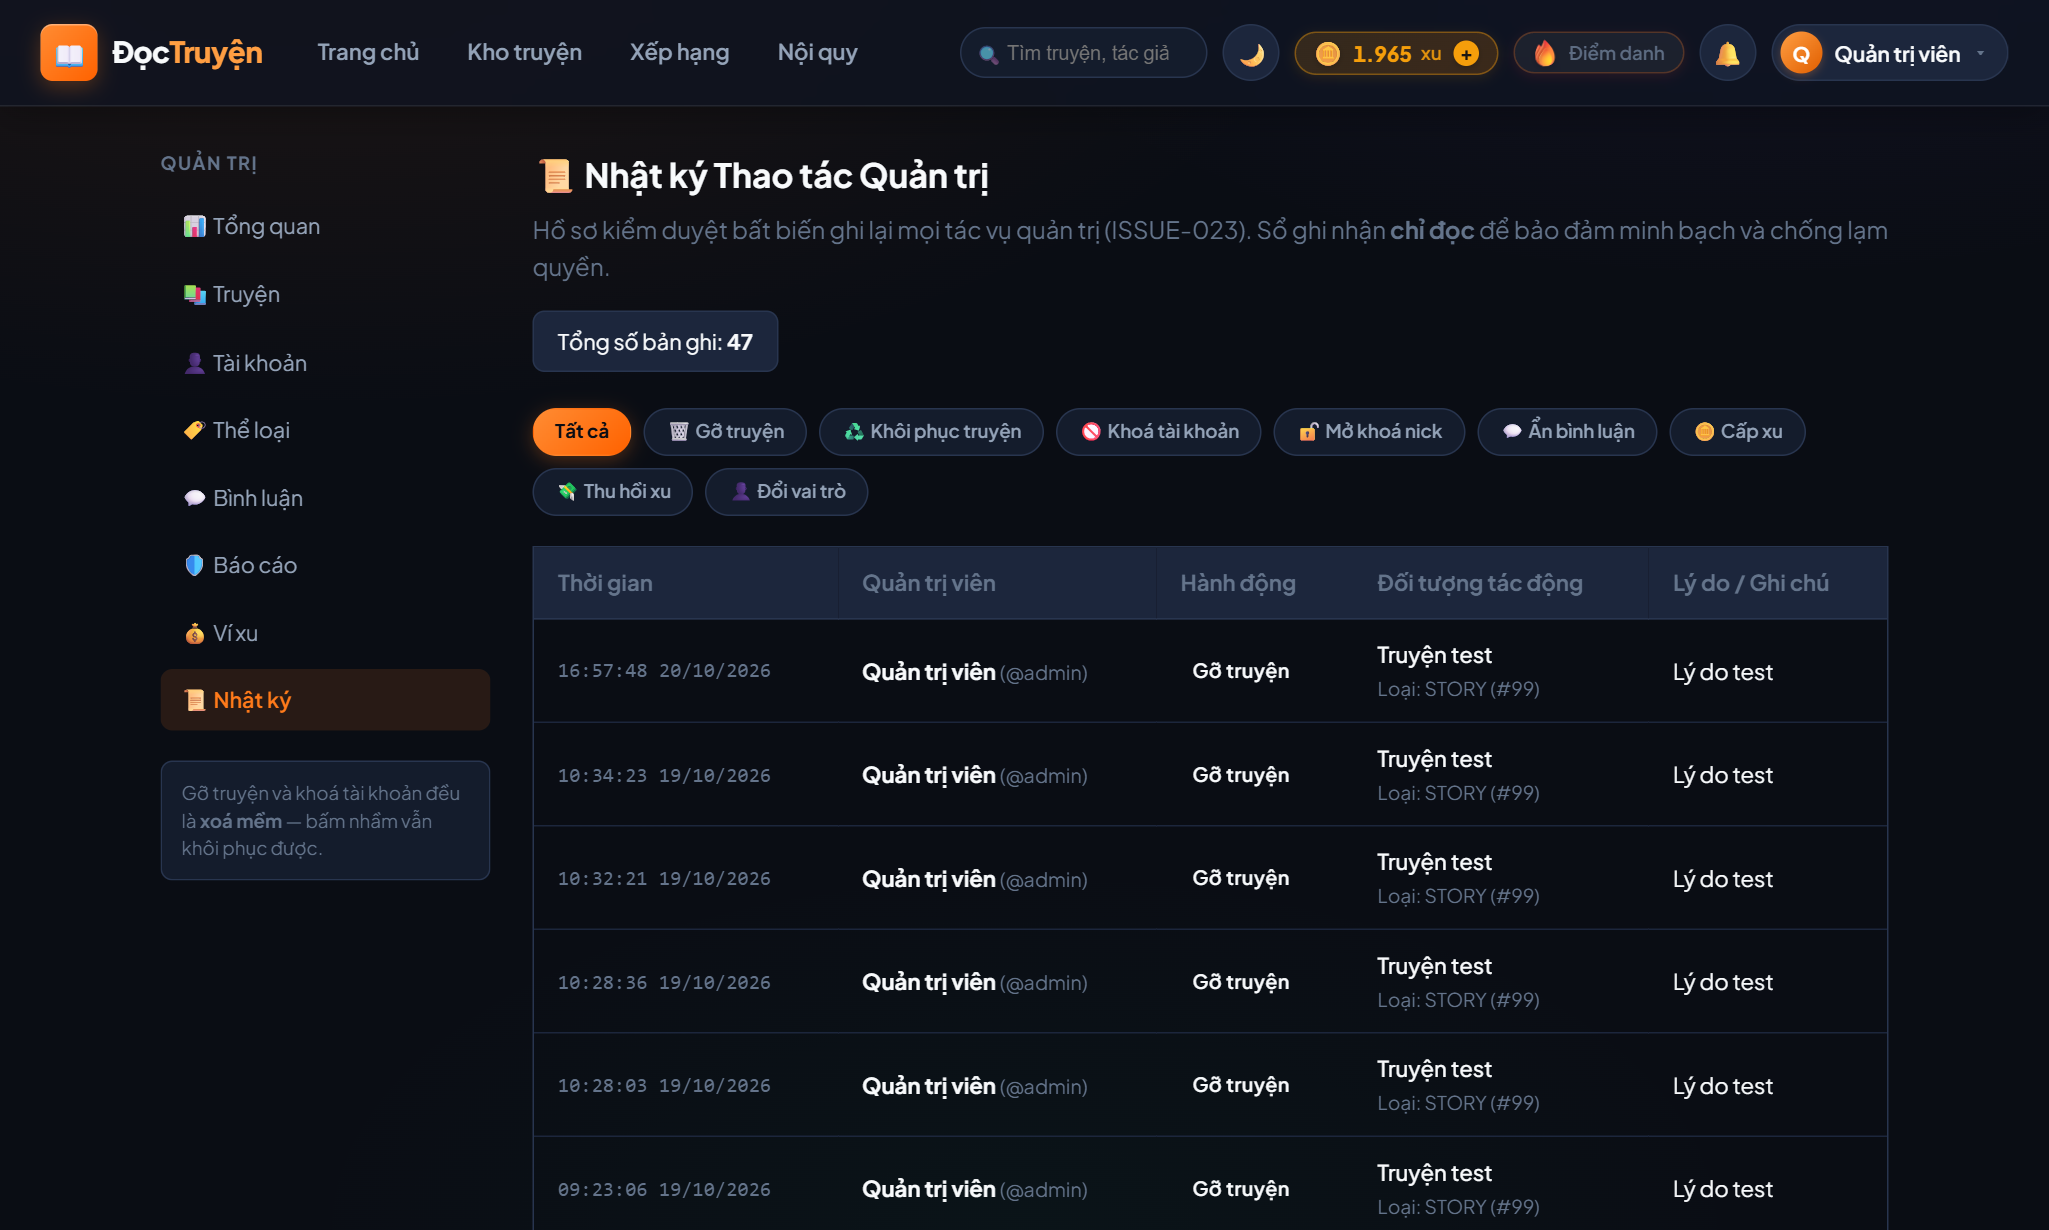 ĐọcTruyện
Trang chủ
Kho truyện
Xếp hạng
Nội quy
Tìm truyện, tác giả
1.965 xu +
Điểm danh
Q Quản trị viên
QUẢN TRỊ
Tổng quan
Truyện
Tài khoản
Thể loại
Bình luận
Báo cáo
Ví xu
Nhật ký
Gỡ truyện và khoá tài khoản đều
là xoá mềm — bấm nhầm vẫn
khôi phục được.
Nhật ký Thao tác Quản trị
Hồ sơ kiểm duyệt bất biến ghi lại mọi tác vụ quản trị (ISSUE-023). Sổ ghi nhận chỉ đọc để bảo đảm minh bạch và chống lạm
quyền.
Tổng số bản ghi: 47
Tất cả
Gỡ truyện
Khôi phục truyện
Khoá tài khoản
Mở khoá nick
Ẩn bình luận
Cấp xu
Thu hồi xu
Đổi vai trò
Thời gian Quản trị viên Hành động Đối tượng tác động Lý do / Ghi chú
16:57:48 20/10/2026 Quản trị viên (@admin) Gỡ truyện Truyện test Lý do test
Loại: STORY (#99)
10:34:23 19/10/2026 Quản trị viên (@admin) Gỡ truyện Truyện test Lý do test
Loại: STORY (#99)
10:32:21 19/10/2026 Quản trị viên (@admin) Gỡ truyện Truyện test Lý do test
Loại: STORY (#99)
10:28:36 19/10/2026 Quản trị viên (@admin) Gỡ truyện Truyện test Lý do test
Loại: STORY (#99)
10:28:03 19/10/2026 Quản trị viên (@admin) Gỡ truyện Truyện test Lý do test
Loại: STORY (#99)
09:23:06 19/10/2026 Quản trị viên (@admin) Gỡ truyện Truyện test Lý do test
Loại: STORY (#99)